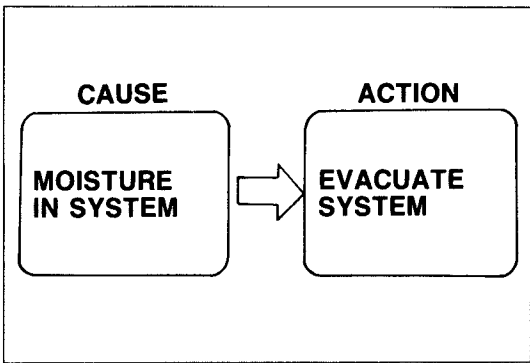 CAUSE
MOISTURE
IN SYSTEM
ACTION
EVACUATE
SYSTEM